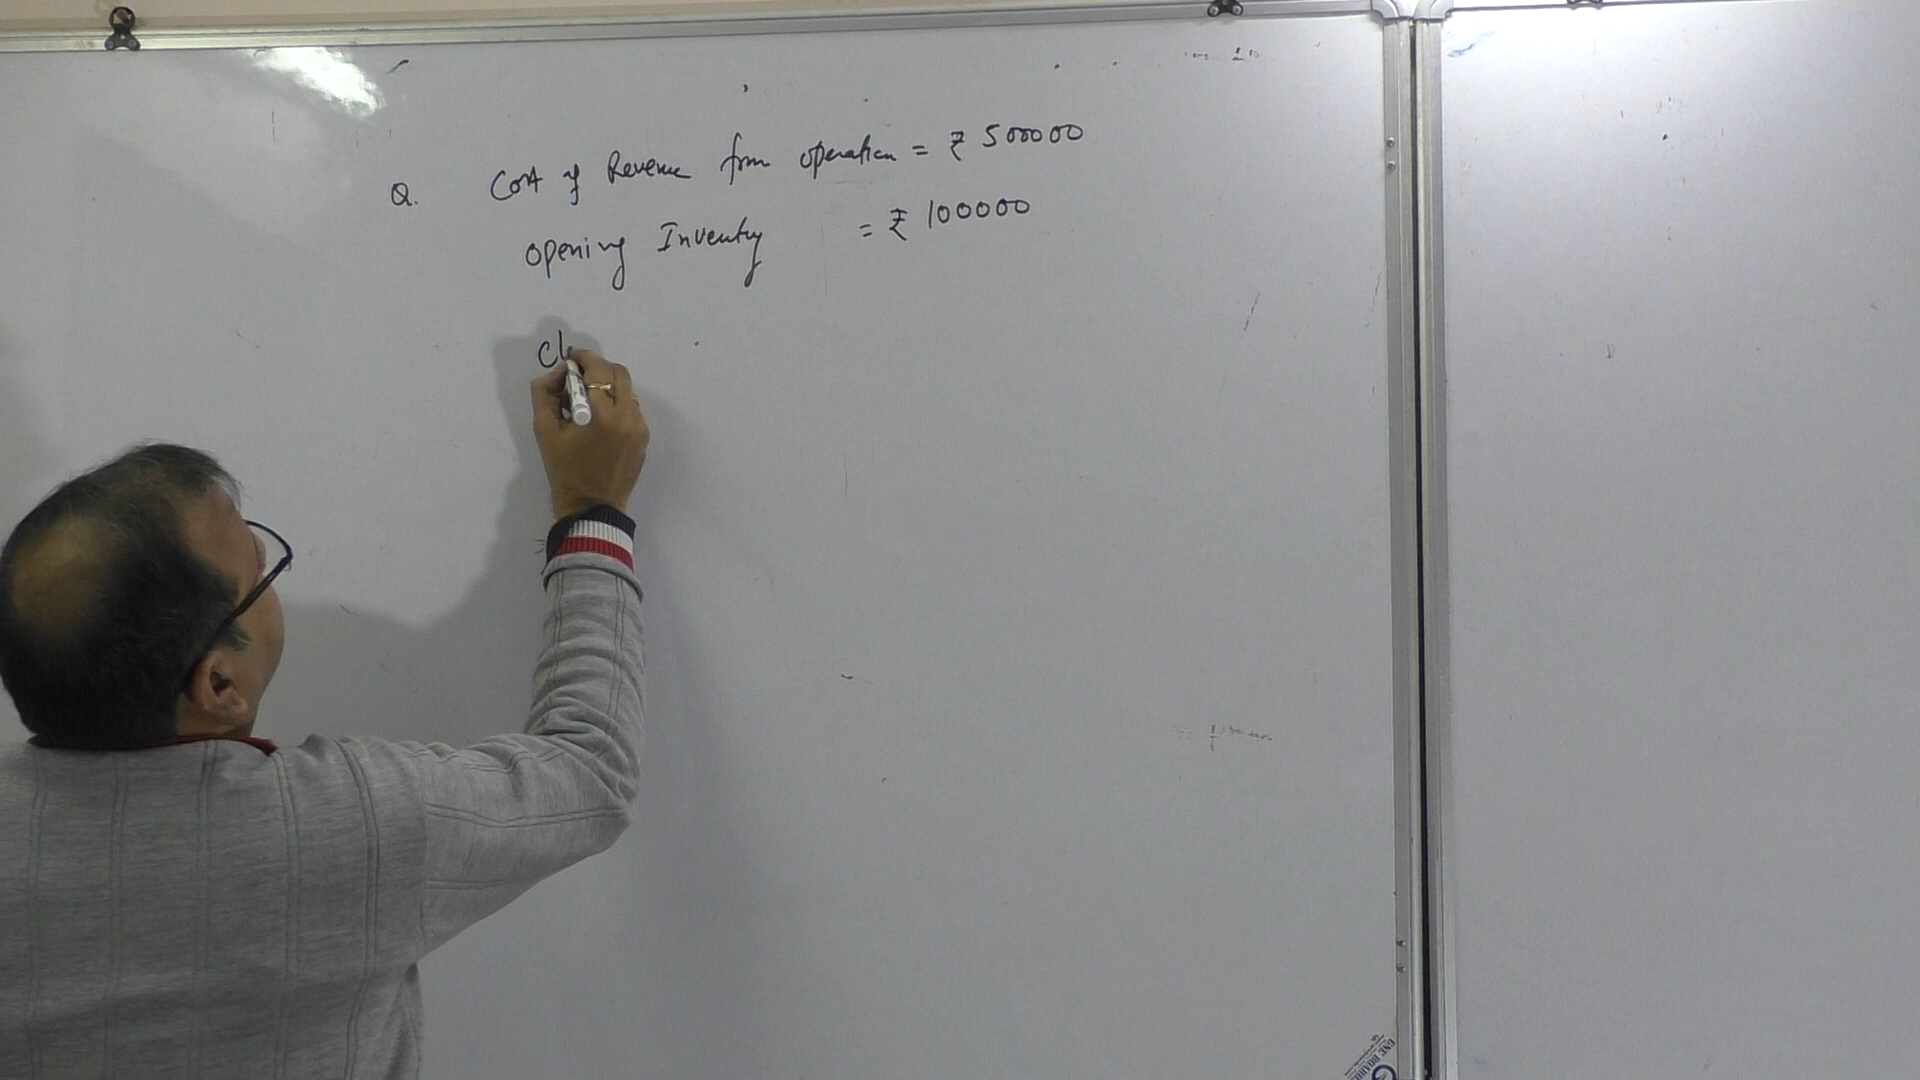 Q. Cost of Revenue from operation = ₹ 500000
opening Inventry = ₹ 100000
Cl